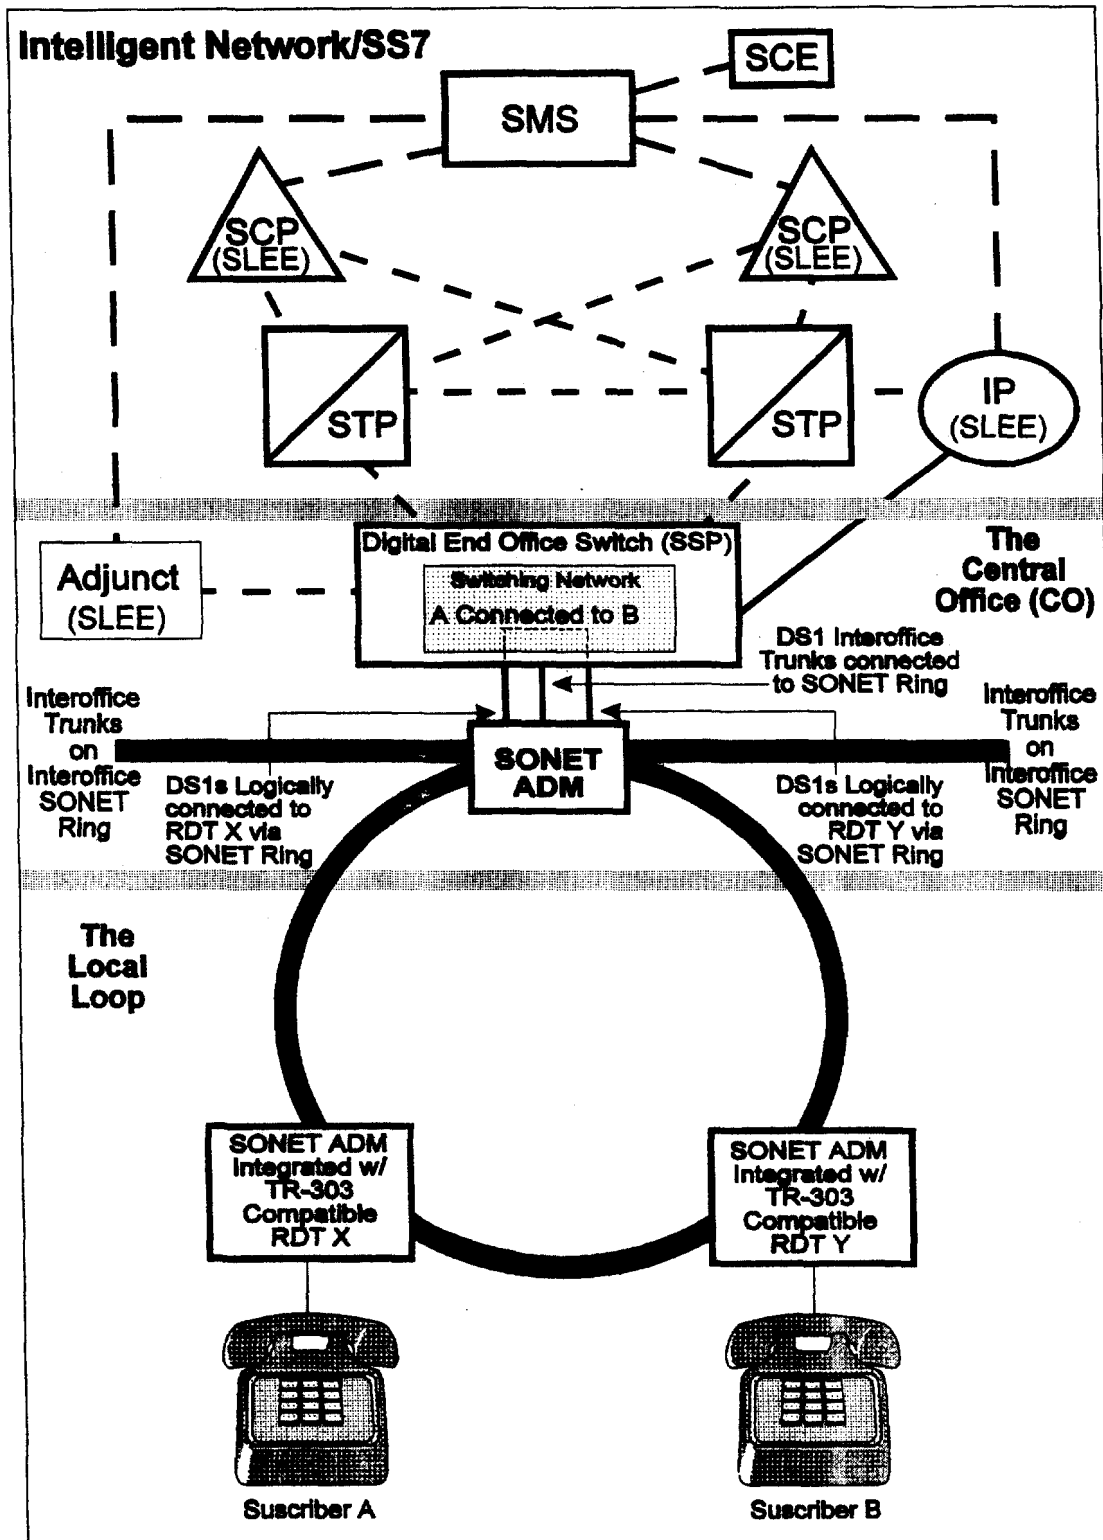 Intelligent Network/SS7
SCE
SMS
SCP
(SLEE)
SCP
(SLEE)
STP
STP
IP
(SLEE)
Digital End Office Switch (SSP)
Switching Network
A Connected to B
Adjunct
(SLEE)
The
Central
Office (CO)
DS1 Interoffice
Trunks connected
to SONET Ring
Interoffice
Trunks
on
Interoffice
SONET
Ring
SONET
ADM
Interoffice
Trunks
on
Interoffice
SONET
Ring
DS1s Logically
connected to
RDT X via
SONET Ring
DS1s Logically
connected to
RDT Y via
SONET Ring
The
Local
Loop
SONET ADM
Integrated w/
TR-303
Compatible
RDT X
SONET ADM
Integrated w/
TR-303
Compatible
RDT Y
Suscriber A
Suscriber B